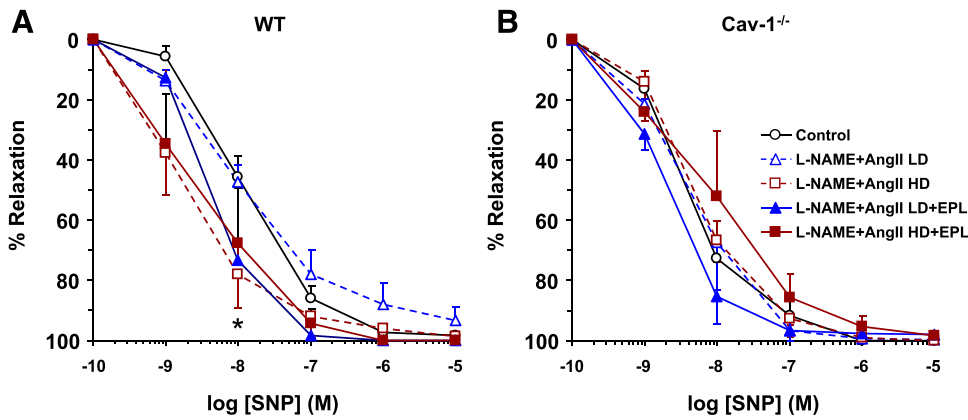 A
WT
% Relaxation
0
20
40
60
80
100
*
-10
-9
-8
-7
-6
-5
log [SNP] (M)
B
Cav-1-/-
% Relaxation
0
20
40
60
80
100
Control
L-NAME+AngII LD
L-NAME+AngII HD
L-NAME+AngII LD+EPL
L-NAME+AngII HD+EPL
-10
-9
-8
-7
-6
-5
log [SNP] (M)